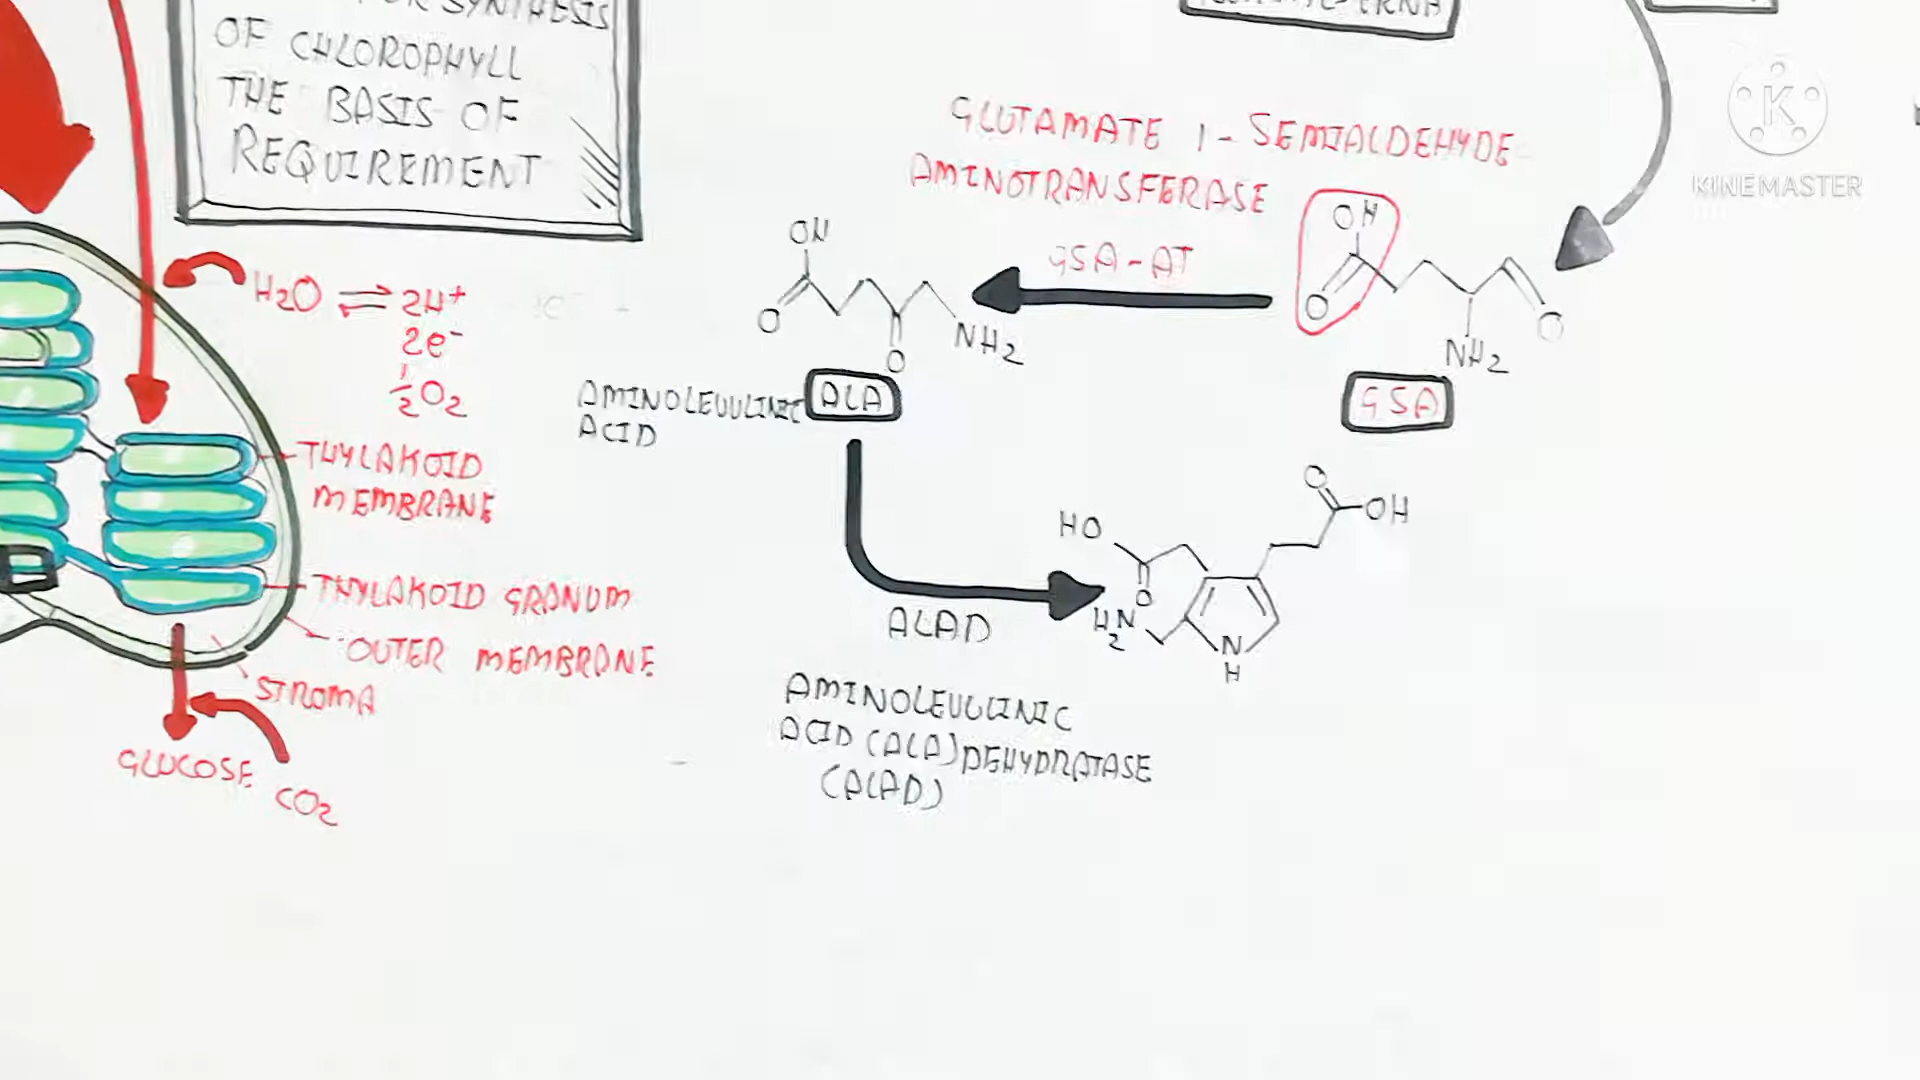 SYNTHESIS
OF CHLOROPHYLL
THE BASIS OF
REQUIREMENT
KINEMASTER
GLUTAMATE 1-SEMIALDEHYDE
AMINOTRANSFERASE
GSA-AT
OH
O
NH2
O
OH
O
NH2
O
AMINOLEVULINIC
ACID
ALA
GSA
H2O ⇌ 2H+
2e-
1/2 O2
THYLAKOID
MEMBRANE
THYLAKOID GRANUM
OUTER MEMBRANE
STROMA
GLUCOSE
CO2
ALAD
HO
O
H2N
N
H
O
OH
AMINOLEVULINIC
ACID (ALA) DEHYDRATASE
(ALAD)